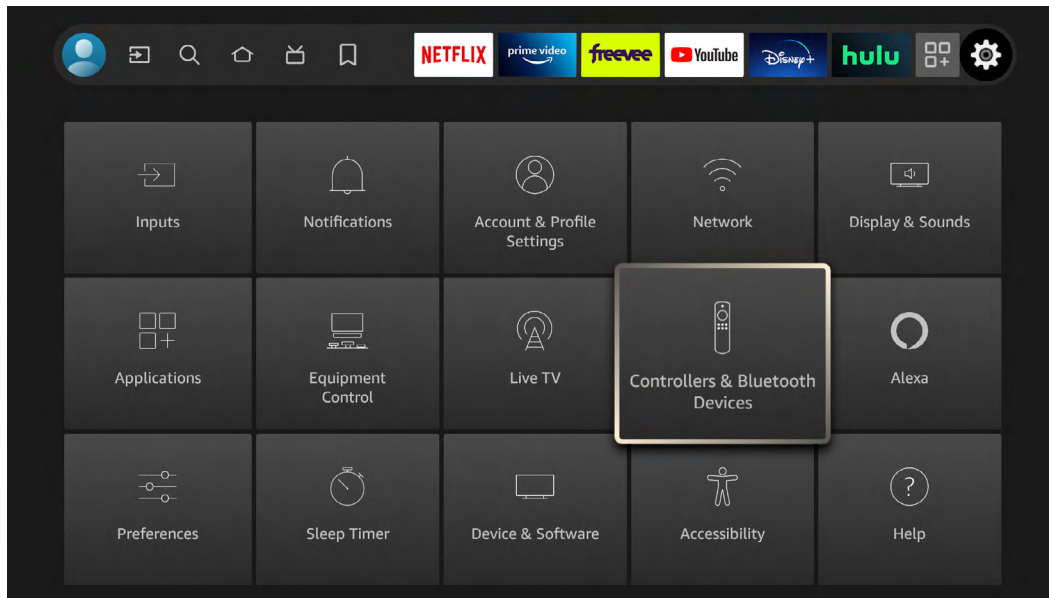 NETFLIX
prime video
freevee
YouTube
Disney+
hulu
Inputs
Notifications
Account & Profile
Settings
Network
Display & Sounds
Applications
Equipment
Control
Live TV
Controllers & Bluetooth
Devices
Alexa
Preferences
Sleep Timer
Device & Software
Accessibility
?
Help